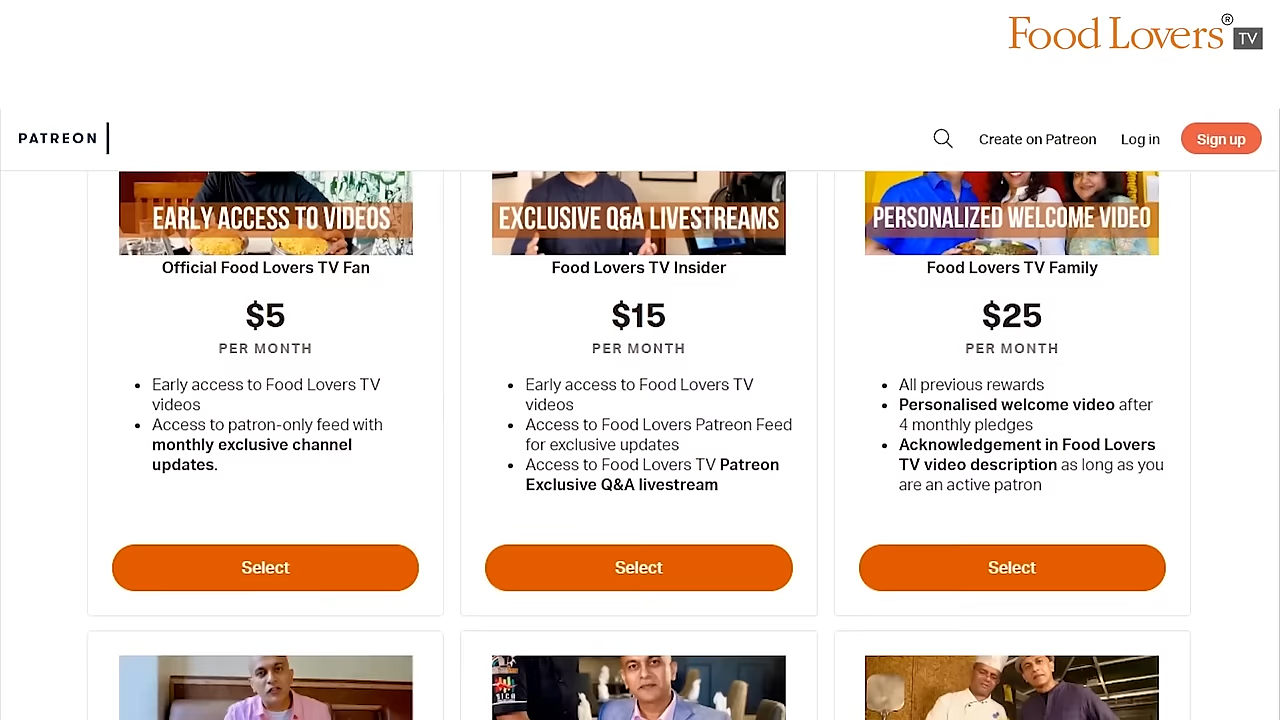 Food Lovers® TV
PATREON
Create on Patreon
Log in
Sign up
EARLY ACCESS TO VIDEOS
Official Food Lovers TV Fan
$5
PER MONTH
• Early access to Food Lovers TV
videos
• Access to patron-only feed with
monthly exclusive channel
updates.
Select
EXCLUSIVE Q&A LIVESTREAMS
Food Lovers TV Insider
$15
PER MONTH
• Early access to Food Lovers TV
videos
• Access to Food Lovers Patreon Feed
for exclusive updates
• Access to Food Lovers TV Patreon
Exclusive Q&A livestream
Select
PERSONALIZED WELCOME VIDEO
Food Lovers TV Family
$25
PER MONTH
• All previous rewards
• Personalised welcome video after
4 monthly pledges
• Acknowledgement in Food Lovers
TV video description as long as you
are an active patron
Select